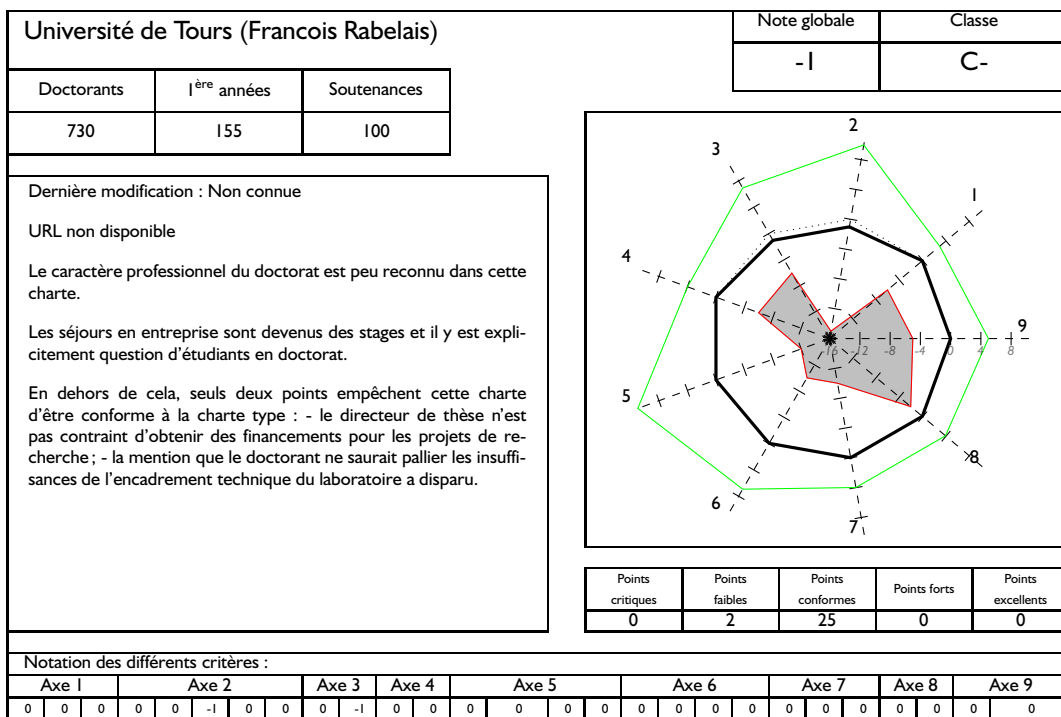 Université de Tours (Francois Rabelais)
Note globale Classe
-1 C-
Doctorants 1ère années Soutenances
730 155 100
Dernière modification : Non connue
URL non disponible
Le caractère professionnel du doctorat est peu reconnu dans cette
charte.
Les séjours en entreprise sont devenus des stages et il y est expli-
citement question d'étudiants en doctorat.
En dehors de cela, seuls deux points empêchent cette charte
d'être conforme à la charte type : - le directeur de thèse n'est
pas contraint d'obtenir des financements pour les projets de re-
cherche ; - la mention que le doctorant ne saurait pallier les insuffi-
sances de l'encadrement technique du laboratoire a disparu.
2
3
1
4
9
-16 -12 -8 -4 0 4 8
5
8
6
7
Points critiques Points faibles Points conformes Points forts Points excellents
0 2 25 0 0
Notation des différents critères :
Axe 1 Axe 2 Axe 3 Axe 4 Axe 5 Axe 6 Axe 7 Axe 8 Axe 9
0 0 0 0 0 -1 0 0 0 -1 0 0 0 0 0 0 0 0 0 0 0 0 0 0 0 0 0